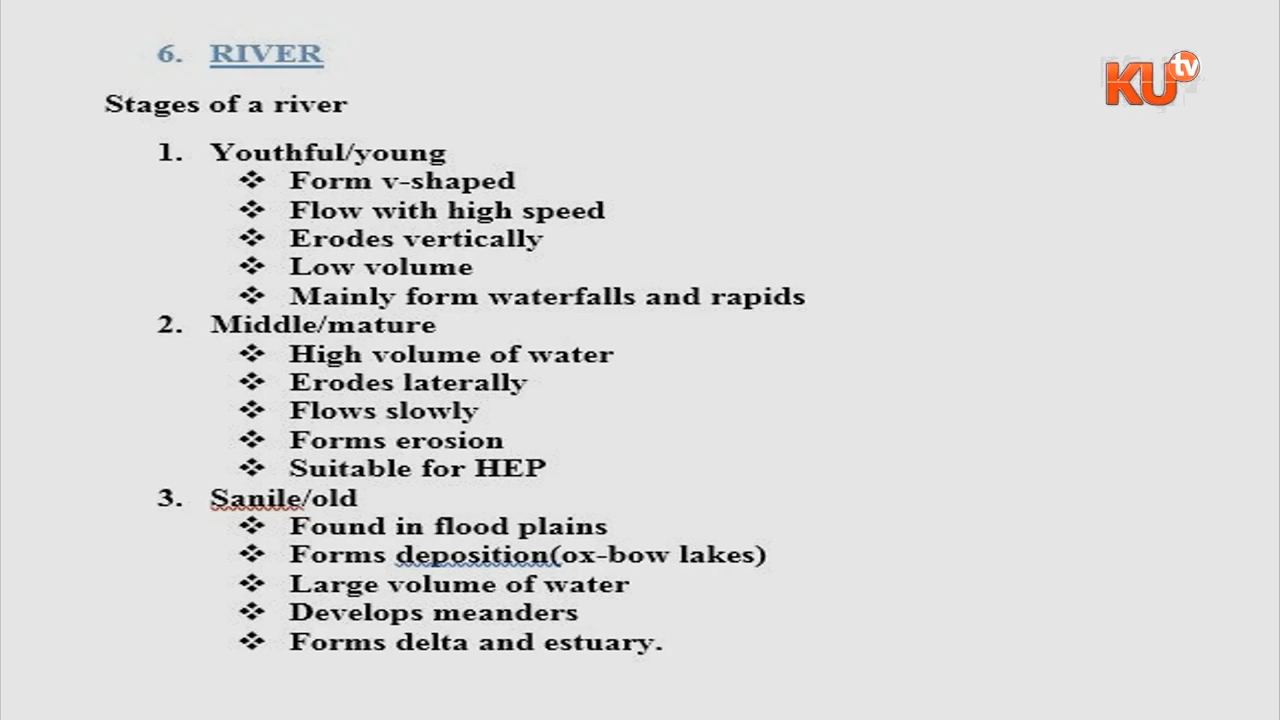 6. RIVER
KU tv
Stages of a river
1. Youthful/young
❖ Form v-shaped
❖ Flow with high speed
❖ Erodes vertically
❖ Low volume
❖ Mainly form waterfalls and rapids
2. Middle/mature
❖ High volume of water
❖ Erodes laterally
❖ Flows slowly
❖ Forms erosion
❖ Suitable for HEP
3. Sanile/old
❖ Found in flood plains
❖ Forms deposition(ox-bow lakes)
❖ Large volume of water
❖ Develops meanders
❖ Forms delta and estuary.